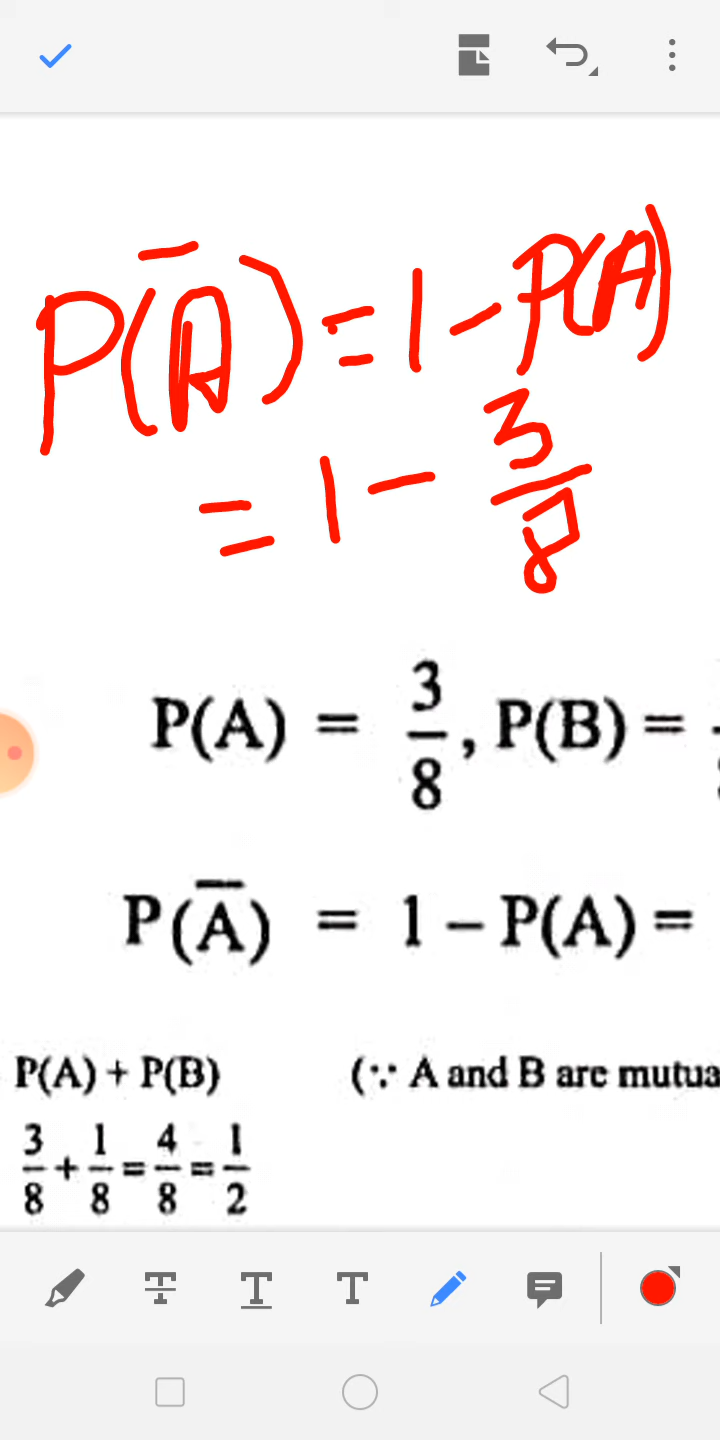 P(A̅) = 1 - P(A)
= 1 - 3/8
P(A) = 3/8, P(B) =
P(A̅) = 1 – P(A) =
P(A) + P(B) (∵ A and B are mutua
3/8 + 1/8 = 4/8 = 1/2
T T T